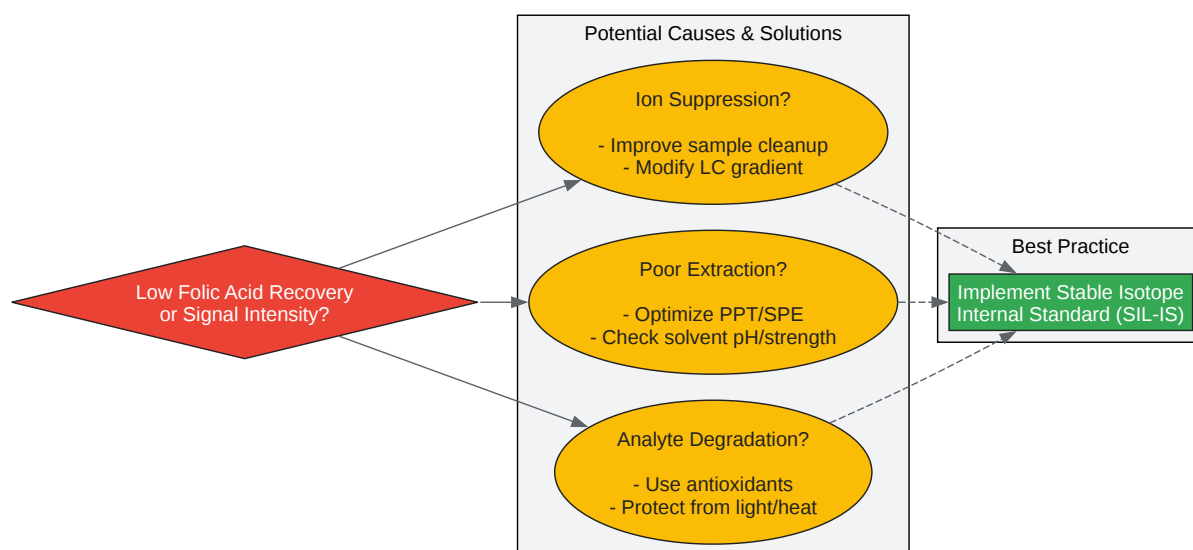 Potential Causes & Solutions
Ion Suppression?
- Improve sample cleanup
- Modify LC gradient
Low Folic Acid Recovery
or Signal Intensity?
Poor Extraction?
- Optimize PPT/SPE
- Check solvent pH/strength
Analyte Degradation?
- Use antioxidants
- Protect from light/heat
Best Practice
Implement Stable Isotope
Internal Standard (SIL-IS)